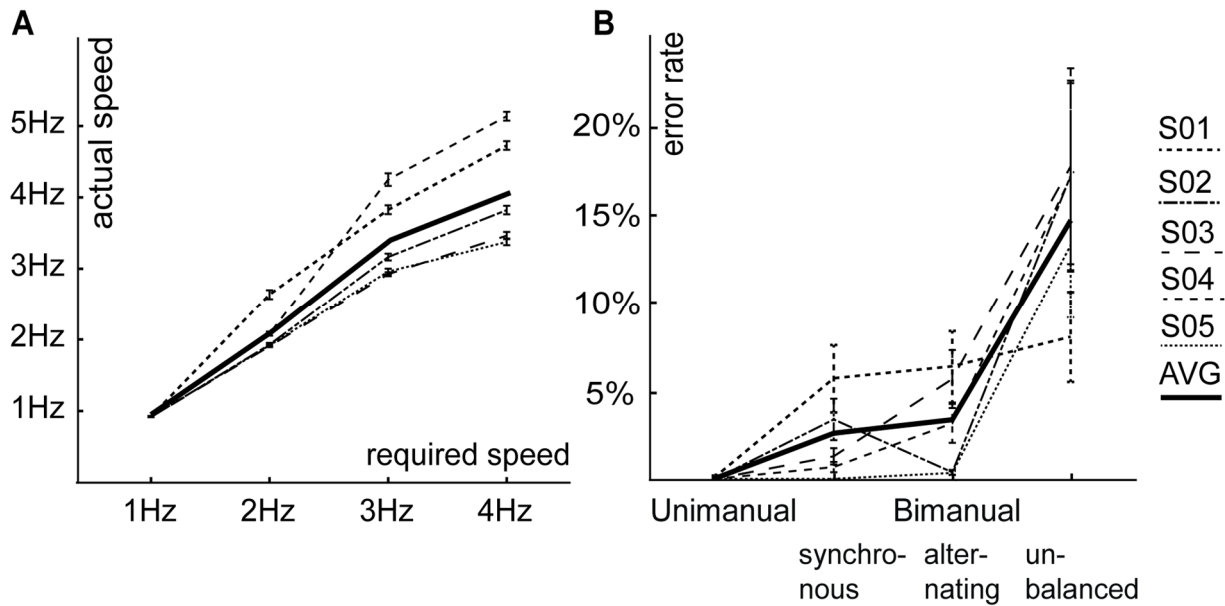 A
actual speed
5Hz
4Hz
3Hz
2Hz
1Hz
required speed
1Hz 2Hz 3Hz 4Hz
B
error rate
20%
15%
10%
5%
Unimanual Bimanual
synchro- alter- un-
nous nating balanced
S01
S02
S03
S04
S05
AVG